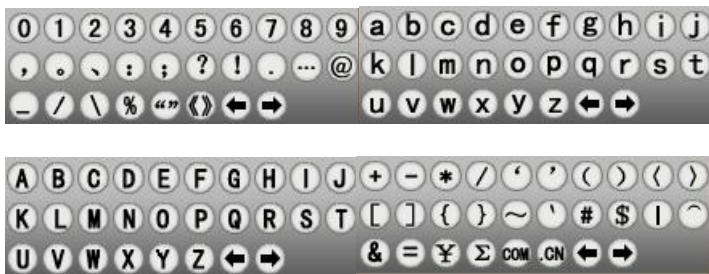 0 1 2 3 4 5 6 7 8 9
， 。 、 : ; ? ! . … @
_ / \ % “” 《》 ← →
a b c d e f g h i j
k l m n o p q r s t
u v w x y z ← →
A B C D E F G H I J
K L M N O P Q R S T
U V W X Y Z ← →
+ - * / ‘ ’ ( ) 〈 〉
[ ] { } ~ ` # $ | ^
& = ¥ Σ COM .CN ← →